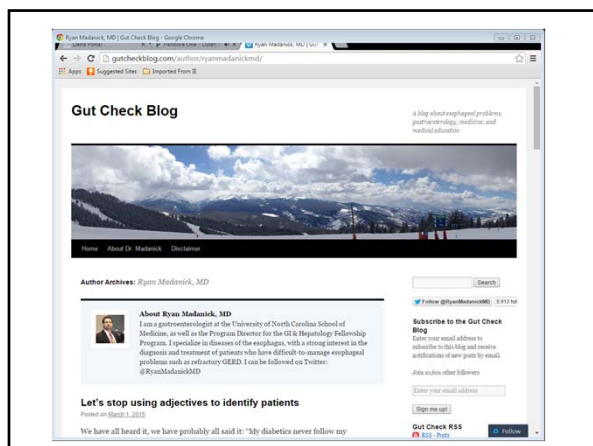 Ryan Madanick, MD | Gut Check Blog - Google Chrome
Pandora One - Listen
Ryan Madanick, MD | GUT
gutcheckblog.com/author/ryanmadanickmd/
Apps Suggested Sites Imported From IE
Gut Check Blog
A blog about esophageal problems,
gastroenterology, medicine, and
medical education
Home About Dr. Madanick Disclaimer
Author Archives: Ryan Madanick, MD
Search
Follow @RyanMadanickMD 9,913 fol
About Ryan Madanick, MD
I am a gastroenterologist at the University of North Carolina School of
Medicine, as well as the Program Director for the GI & Hepatology Fellowship
Program. I specialize in diseases of the esophagus, with a strong interest in the
diagnosis and treatment of patients who have difficult-to-manage esophageal
problems such as refractory GERD. I can be followed on Twitter:
@RyanMadanickMD
Subscribe to the Gut Check
Blog
Enter your email address to
subscribe to this blog and receive
notifications of new posts by email.
Join 10,601 other followers
Enter your email address
Sign me up!
Let's stop using adjectives to identify patients
Posted on March 1, 2015
We have all heard it, we have probably all said it: "My diabetics never follow my
Gut Check RSS
RSS - Posts
Follow